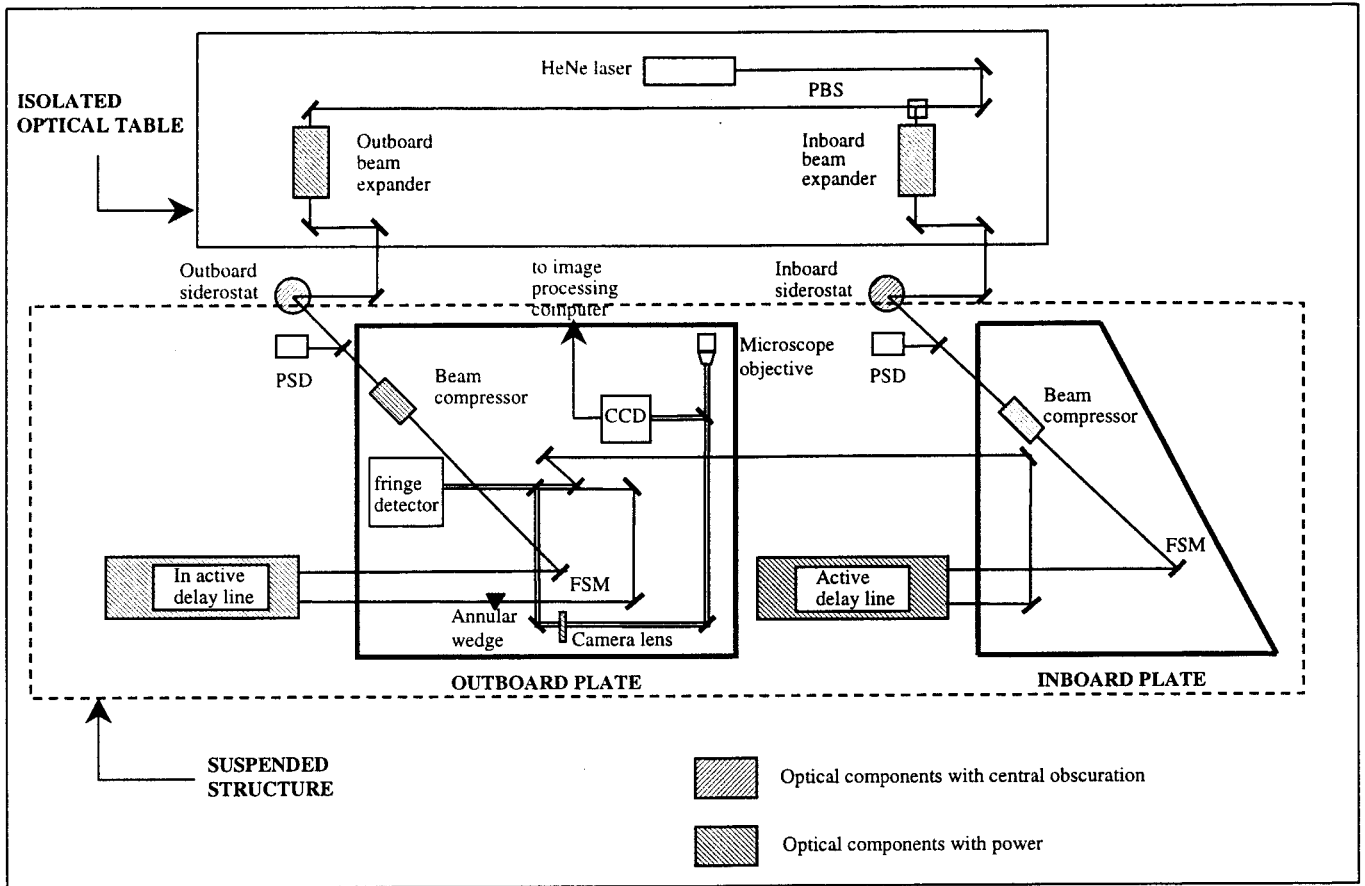 HeNe laser
PBS
ISOLATED
OPTICAL TABLE
Outboard
beam
expander
Inboard
beam
expander
Outboard
siderostat
to image
processing
computer
Inboard
siderostat
PSD
Beam
compressor
Microscope
objective
CCD
PSD
Beam
compressor
fringe
detector
FSM
FSM
In active
delay line
Annular
wedge
Camera lens
Active
delay line
OUTBOARD PLATE
INBOARD PLATE
SUSPENDED
STRUCTURE
Optical components with central obscuration
Optical components with power